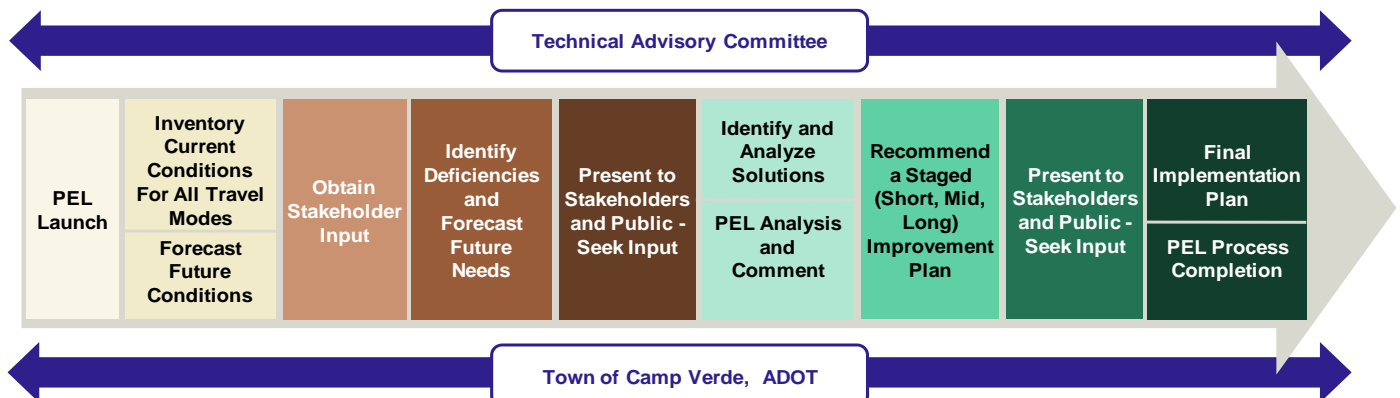 Technical Advisory Committee
PEL
Launch
Inventory
Current
Conditions
For All Travel
Modes
Forecast
Future
Conditions
Obtain
Stakeholder
Input
Identify
Deficiencies
and
Forecast
Future
Needs
Present to
Stakeholders
and Public -
Seek Input
Identify and
Analyze
Solutions
PEL Analysis
and
Comment
Recommend
a Staged
(Short, Mid,
Long)
Improvement
Plan
Present to
Stakeholders
and Public -
Seek Input
Final
Implementation
Plan
PEL Process
Completion
Town of Camp Verde, ADOT